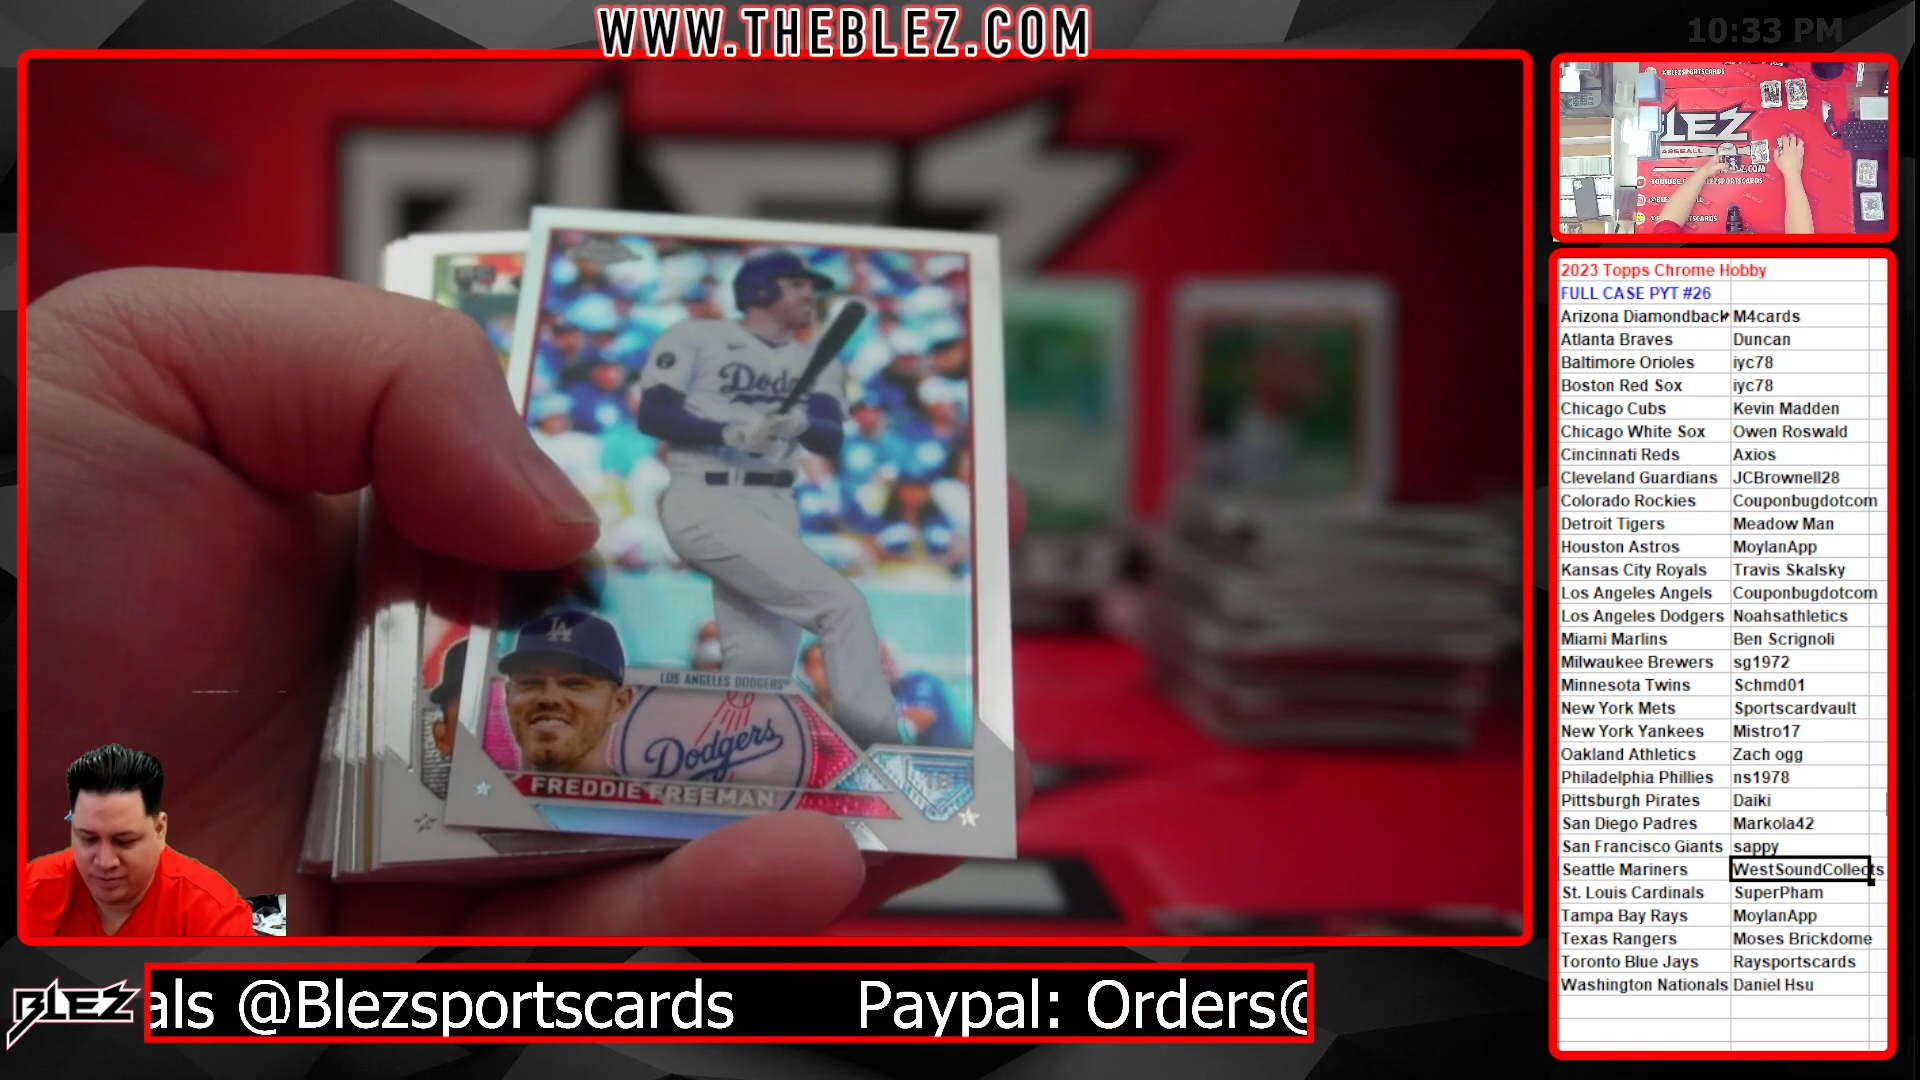 WWW.THEBLEZ.COM
10:33 PM
BLEZ
Dodg
LOS ANGELES DODGERS
Dodgers
FREDDIE FREEMAN
1B
LA
BLEZSPORTSCARDS
LEZ
BASEBALL
2023 Topps Chrome Hobby
FULL CASE PYT #26
Arizona Diamondback M4cards
Atlanta Braves Duncan
Baltimore Orioles iyc78
Boston Red Sox iyc78
Chicago Cubs Kevin Madden
Chicago White Sox Owen Roswald
Cincinnati Reds Axios
Cleveland Guardians JCBrownell28
Colorado Rockies Couponbugdotcom
Detroit Tigers Meadow Man
Houston Astros MoylanApp
Kansas City Royals Travis Skalsky
Los Angeles Angels Couponbugdotcom
Los Angeles Dodgers Noahsathletics
Miami Marlins Ben Scrignoli
Milwaukee Brewers sg1972
Minnesota Twins Schmd01
New York Mets Sportscardvault
New York Yankees Mistro17
Oakland Athletics Zach ogg
Philadelphia Phillies ns1978
Pittsburgh Pirates Daiki
San Diego Padres Markola42
San Francisco Giants sappy
Seattle Mariners WestSoundCollects
St. Louis Cardinals SuperPham
Tampa Bay Rays MoylanApp
Texas Rangers Moses Brickdome
Toronto Blue Jays Raysportscards
Washington Nationals Daniel Hsu
BLEZ
als @Blezsportscards Paypal: Orders@